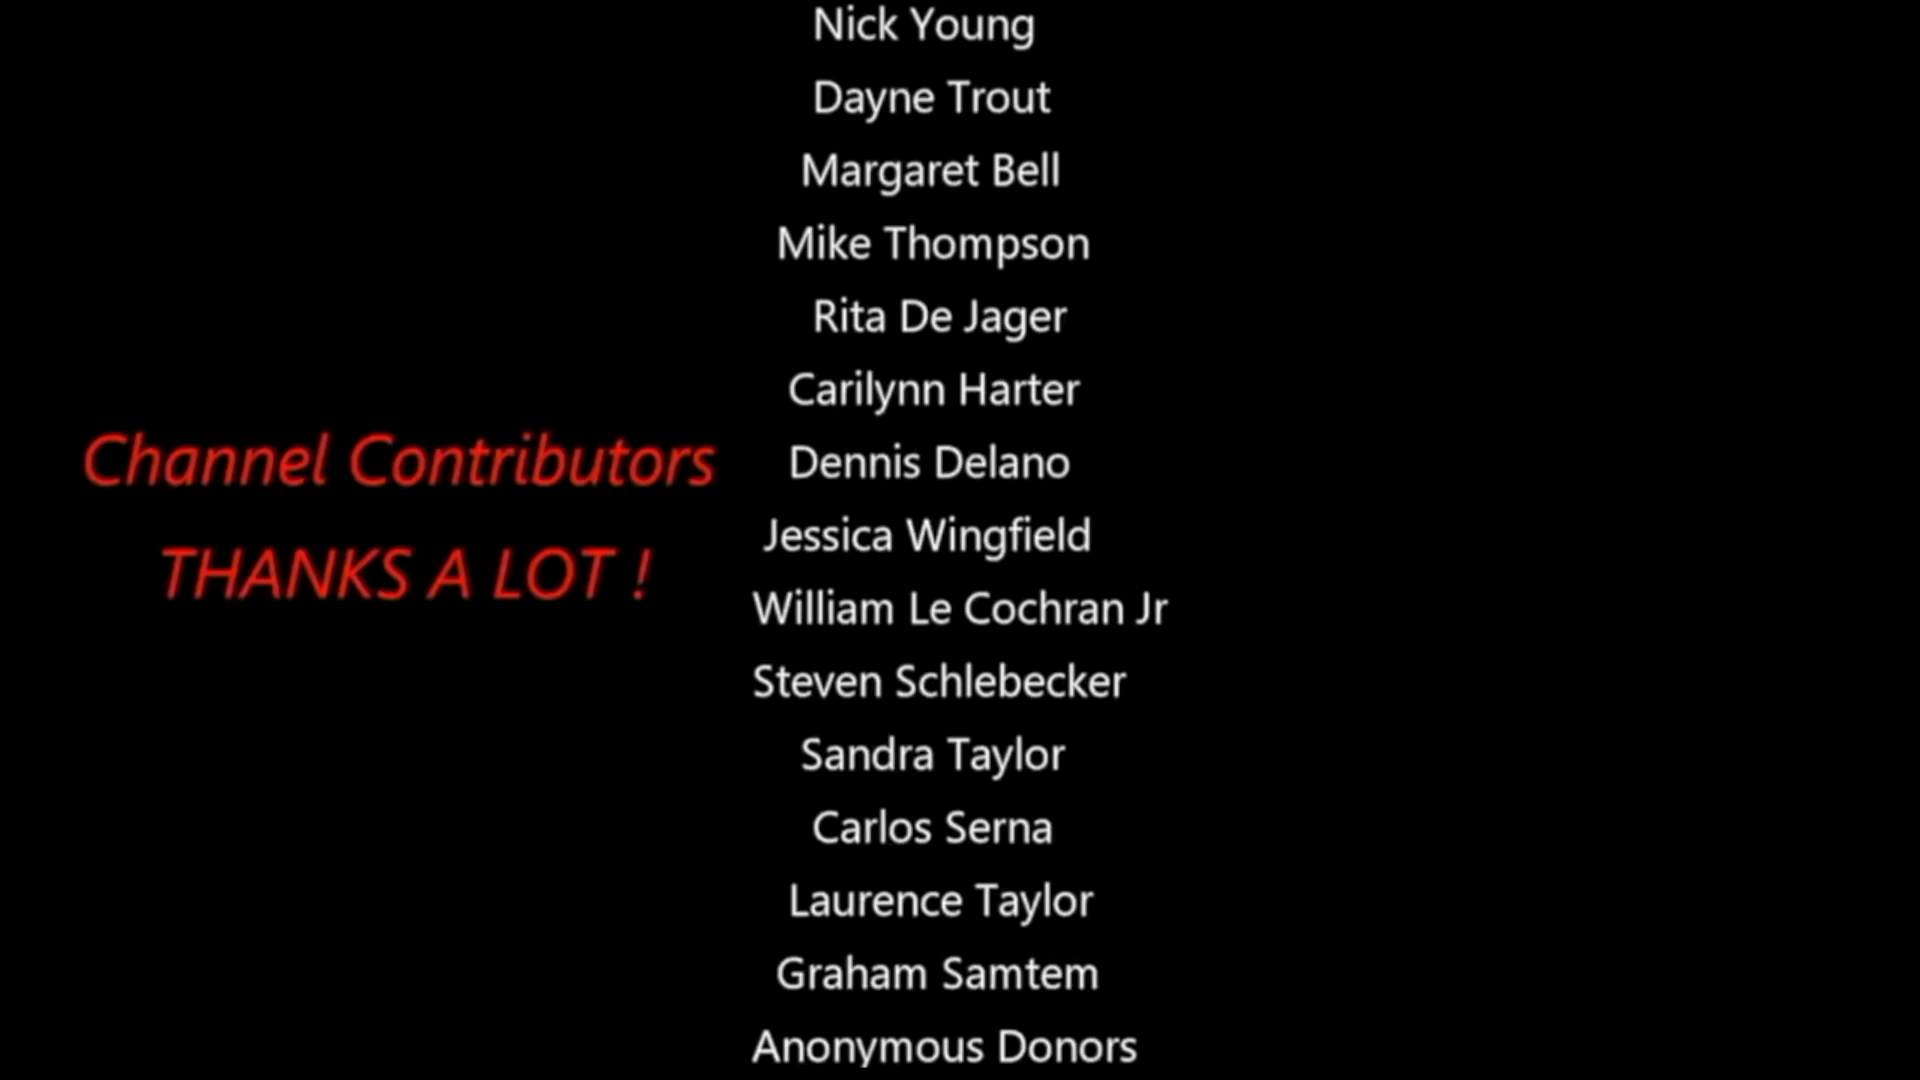 Channel Contributors
THANKS A LOT !
Nick Young
Dayne Trout
Margaret Bell
Mike Thompson
Rita De Jager
Carilynn Harter
Dennis Delano
Jessica Wingfield
William Le Cochran Jr
Steven Schlebecker
Sandra Taylor
Carlos Serna
Laurence Taylor
Graham Samtem
Anonymous Donors